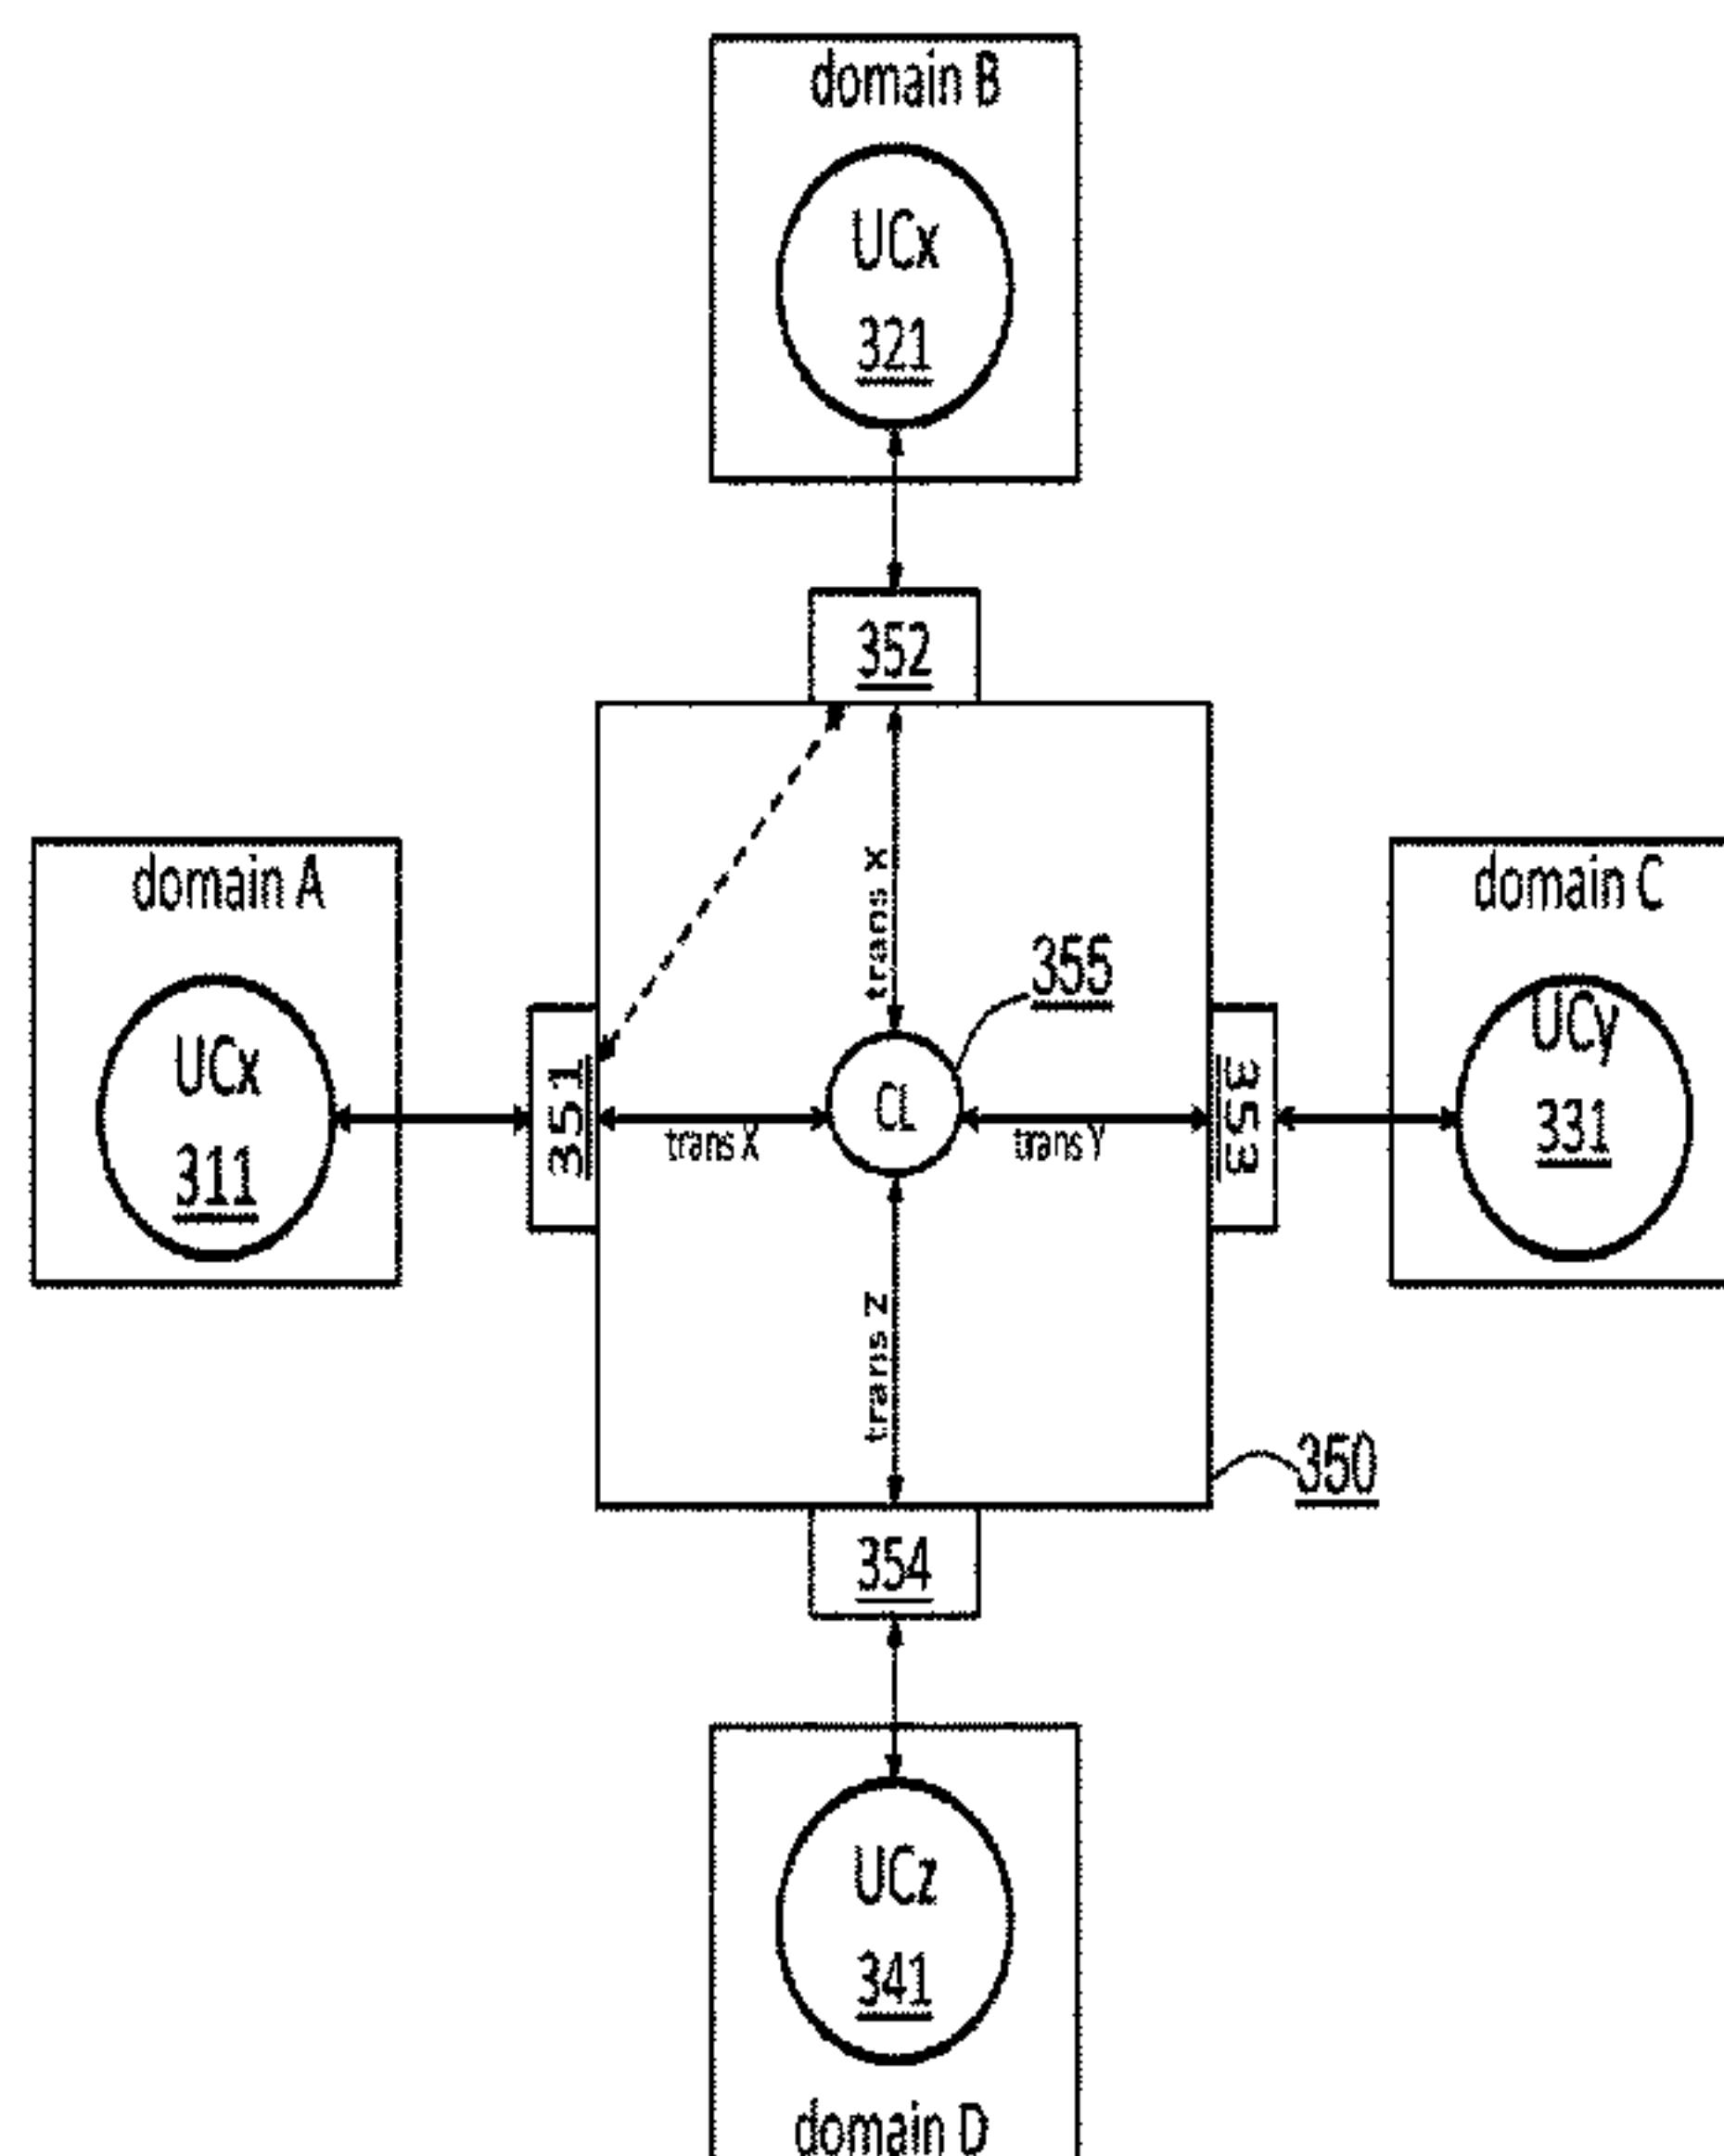 domain B
UCx
321
352
domain A
UCx
311
351
trans X
trans X
CL
355
trans Y
353
domain C
UCy
331
trans Z
350
354
UCz
341
domain D